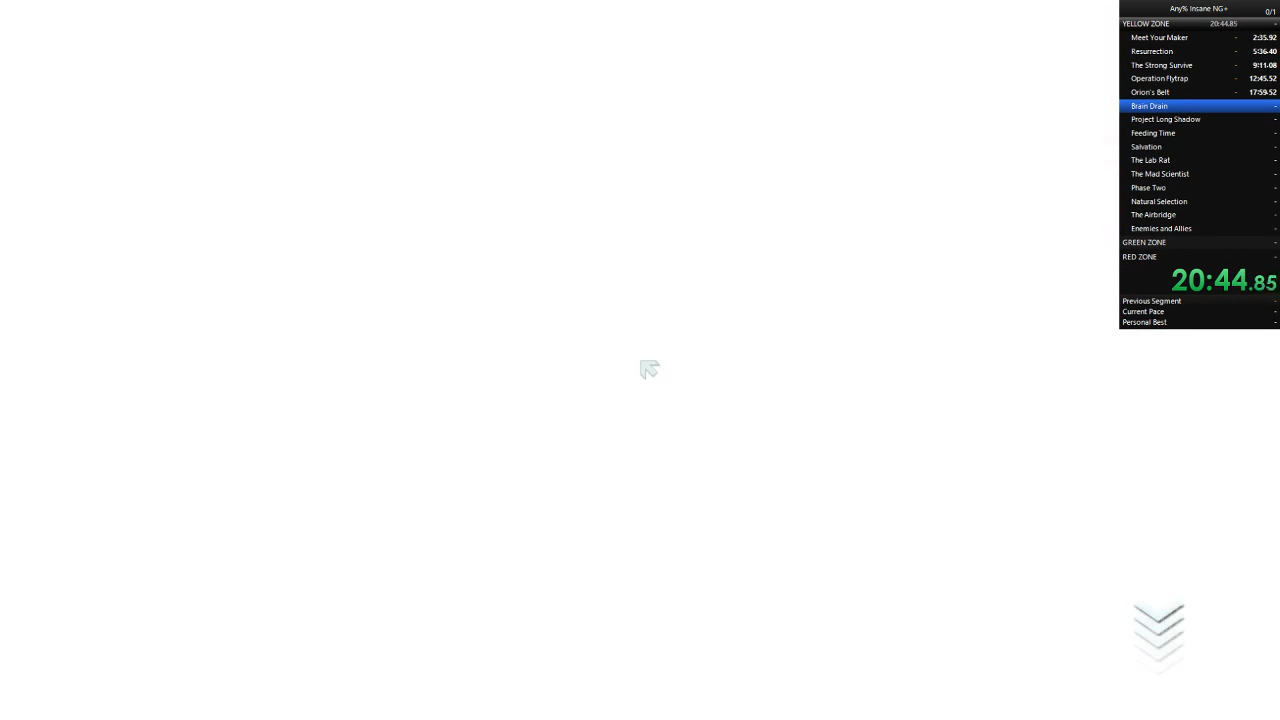 Any% Insane NG+
0/1
YELLOW ZONE 20:44.85 -
Meet Your Maker - 2:35.92
Resurrection - 5:36.40
The Strong Survive - 9:11.08
Operation Flytrap - 12:45.52
Orion's Belt - 17:59.52
Brain Drain -
Project Long Shadow -
Feeding Time -
Salvation -
The Lab Rat -
The Mad Scientist -
Phase Two -
Natural Selection -
The Airbridge -
Enemies and Allies -
GREEN ZONE -
RED ZONE -
20:44.85
Previous Segment -
Current Pace -
Personal Best -